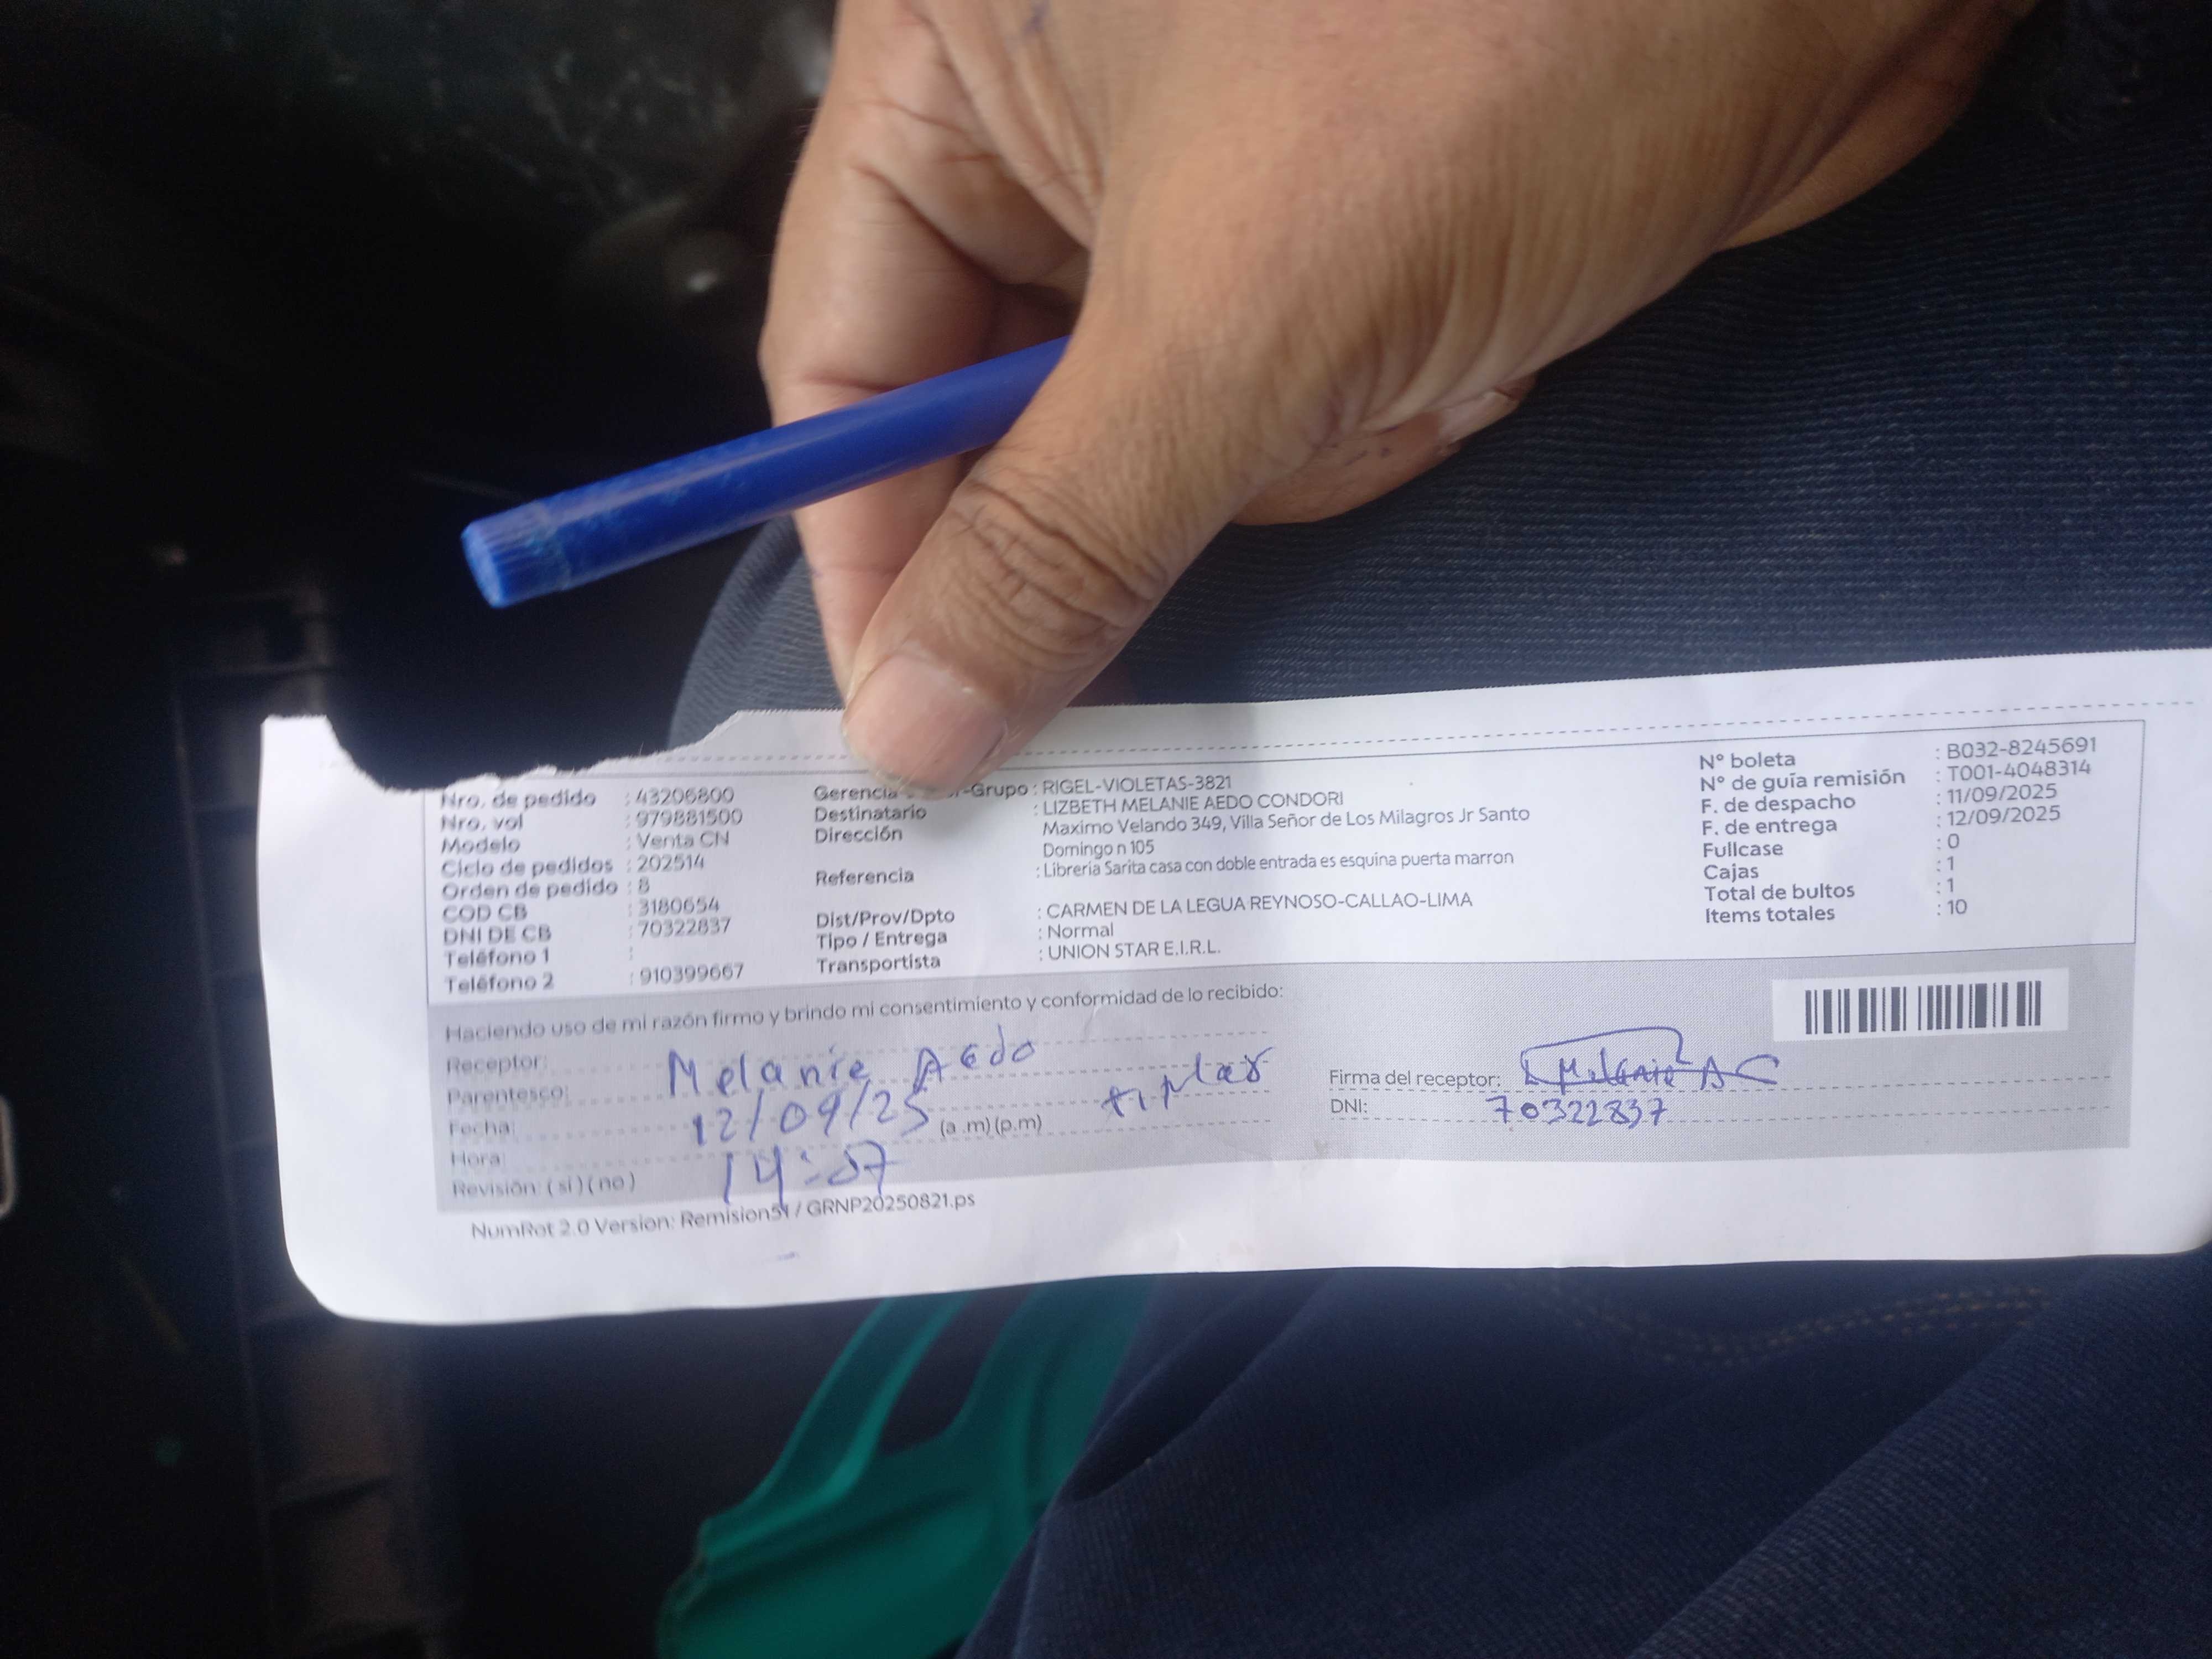 Nro. de pedido : 43206800
Nro. vol : 979881500
Modelo : Venta CN
Ciclo de pedidos : 202514
Orden de pedido : 8
COD CB : 3180654
DNI DE CB : 70322837
Teléfono 1 :
Teléfono 2 : 910399667
Gerencia -Grupo : RIGEL-VIOLETAS-3821
Destinatario : LIZBETH MELANIE AEDO CONDORI
Dirección Maximo Velando 349, Villa Señor de Los Milagros Jr Santo
Domingo n 105
Referencia : Libreria Sarita casa con doble entrada es esquina puerta marron
Dist/Prov/Dpto : CARMEN DE LA LEGUA REYNOSO-CALLAO-LIMA
Tipo / Entrega : Normal
Transportista : UNION STAR E.I.R.L.
N° boleta : B032-8245691
N° de guía remisión : T001-4048314
F. de despacho : 11/09/2025
F. de entrega : 12/09/2025
Fullcase : 0
Cajas : 1
Total de bultos : 1
Items totales : 10
Haciendo uso de mi razón firmo y brindo mi consentimiento y conformidad de lo recibido:
Receptor: Melanie Aedo
Parentesco:
Fecha: 12/09/25 (a .m) (p.m)
Hora: 14:
Revisión: ( si ) ( no )
Firma del receptor: Melanie A C
DNI: 70322837
NumRot 2.0 Version: Remision51 / GRNP20250821.ps